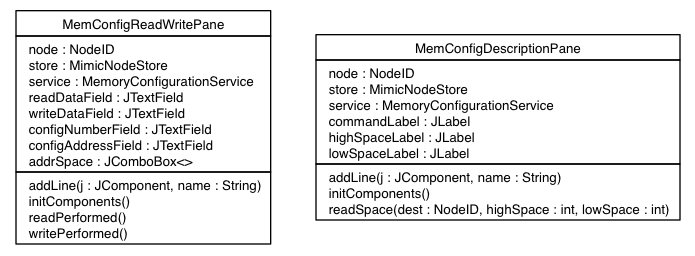 MemConfigReadWritePane
node : NodeID
store : MimicNodeStore
service : MemoryConfigurationService
readDataField : JTextField
writeDataField : JTextField
configNumberField : JTextField
configAddressField : JTextField
addrSpace : JComboBox<>
addLine(j : JComponent, name : String)
initComponents()
readPerformed()
writePerformed()
MemConfigDescriptionPane
node : NodeID
store : MimicNodeStore
service : MemoryConfigurationService
commandLabel : JLabel
highSpaceLabel : JLabel
lowSpaceLabel : JLabel
addLine(j : JComponent, name : String)
initComponents()
readSpace(dest : NodeID, highSpace : int, lowSpace : int)